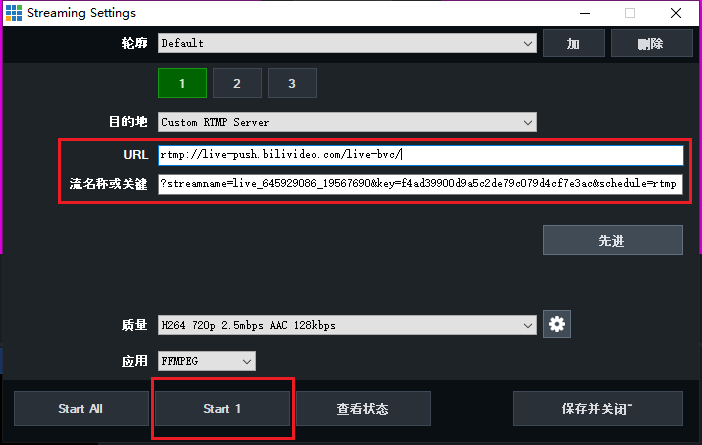 Streaming Settings
轮廓 Default 加 删除
1 2 3
目的地 Custom RTMP Server
URL rtmp://live-push.bilivideo.com/live-bvc/
流名称或关键 ?streamname=live_645929086_19567690&key=f4ad39900d9a5c2de79c079d4cf7e3ac&schedule=rtmp
先进
质量 H264 720p 2.5mbps AAC 128kbps
应用 FFMPEG
Start All Start 1 查看状态 保存并关闭~